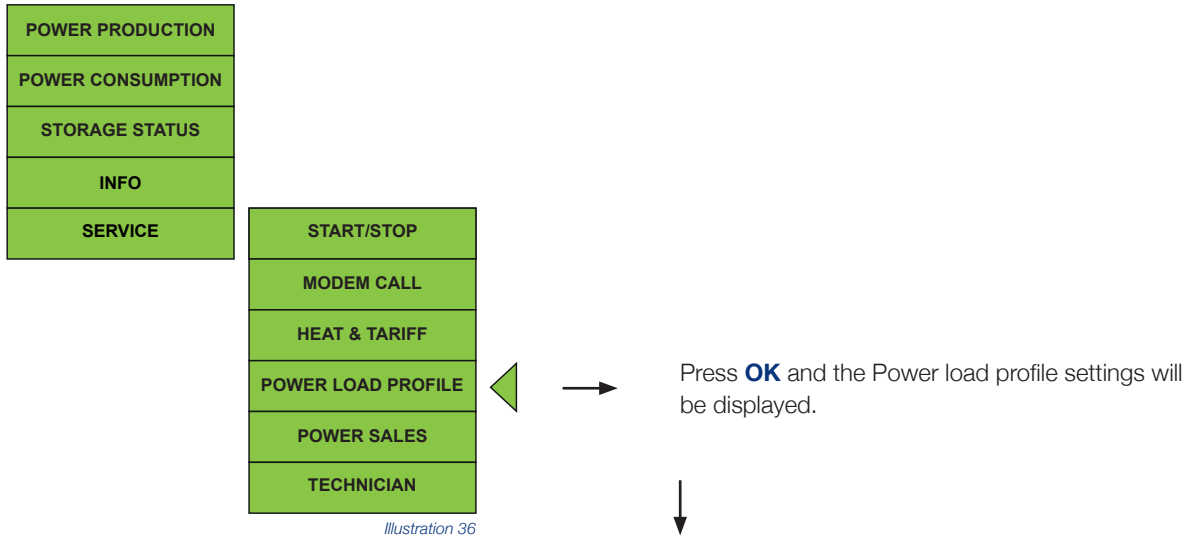 POWER PRODUCTION
POWER CONSUMPTION
STORAGE STATUS
INFO
SERVICE
START/STOP
MODEM CALL
HEAT & TARIFF
POWER LOAD PROFILE
POWER SALES
TECHNICIAN
Illustration 36
Press OK and the Power load profile settings will
be displayed.